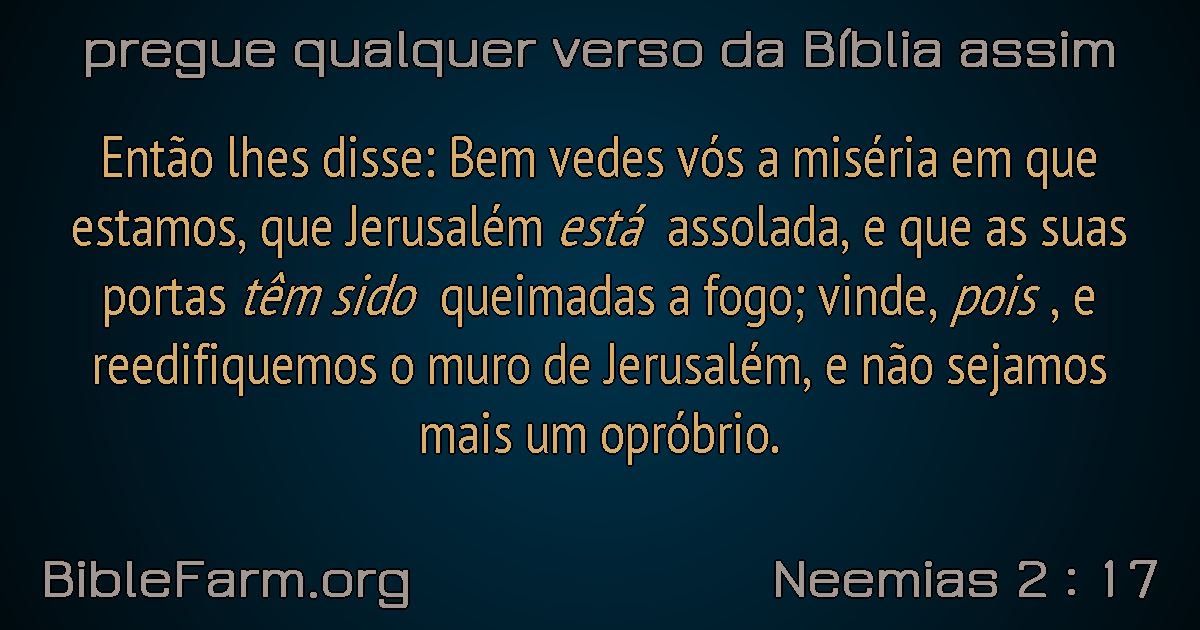 pregue qualquer verso da Bíblia assim
Então lhes disse: Bem vedes vós a miséria em que
estamos, que Jerusalém está assolada, e que as suas
portas têm sido queimadas a fogo; vinde, pois , e
reedifiquemos o muro de Jerusalém, e não sejamos
mais um opróbrio.
BibleFarm.org
Neemias 2 : 17